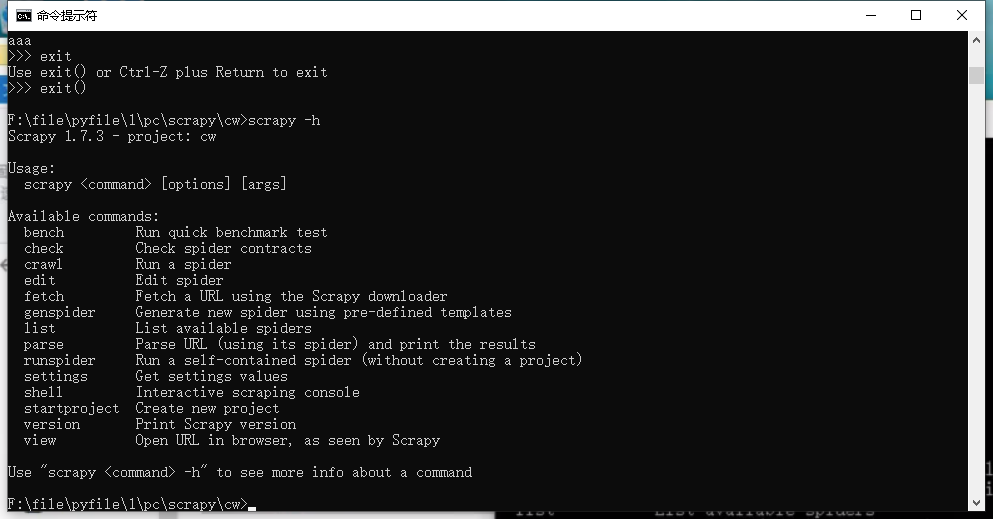 命令提示符
aaa
>>> exit
Use exit() or Ctrl-Z plus Return to exit
>>> exit()
F:\file\pyfile\1\pc\scrapy\cw>scrapy -h
Scrapy 1.7.3 - project: cw
Usage:
  scrapy <command> [options] [args]
Available commands:
  bench         Run quick benchmark test
  check         Check spider contracts
  crawl         Run a spider
  edit          Edit spider
  fetch         Fetch a URL using the Scrapy downloader
  genspider     Generate new spider using pre-defined templates
  list          List available spiders
  parse         Parse URL (using its spider) and print the results
  runspider     Run a self-contained spider (without creating a project)
  settings      Get settings values
  shell         Interactive scraping console
  startproject  Create new project
  version       Print Scrapy version
  view          Open URL in browser, as seen by Scrapy
Use "scrapy <command> -h" to see more info about a command
F:\file\pyfile\1\pc\scrapy\cw>
list          List available spiders